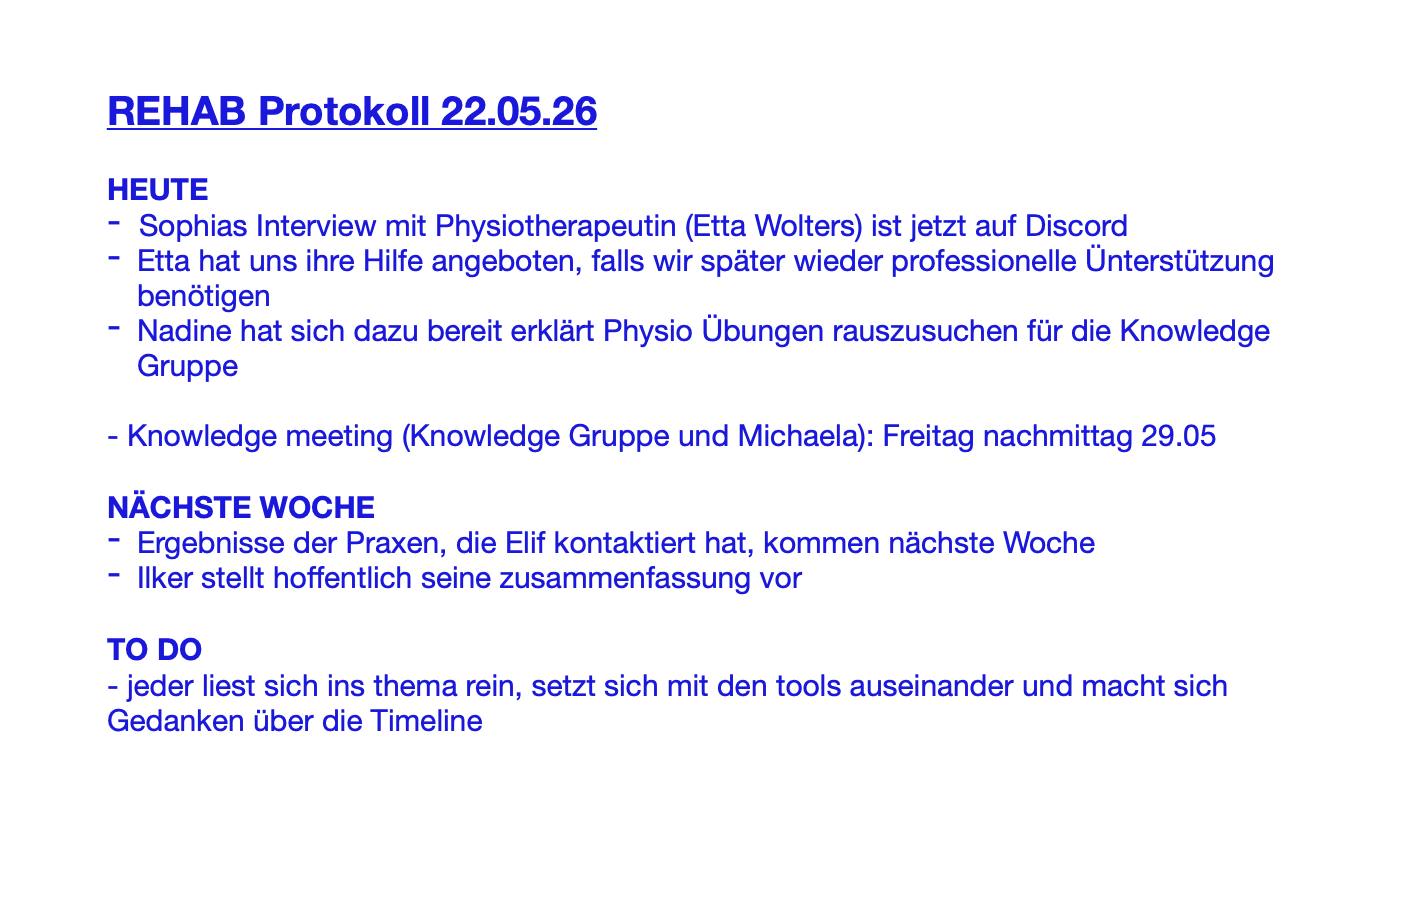 REHAB Protokoll 22.05.26
HEUTE
- Sophias Interview mit Physiotherapeutin (Etta Wolters) ist jetzt auf Discord
- Etta hat uns ihre Hilfe angeboten, falls wir später wieder professionelle Ünterstützung
benötigen
- Nadine hat sich dazu bereit erklärt Physio Übungen rauszusuchen für die Knowledge
Gruppe
- Knowledge meeting (Knowledge Gruppe und Michaela): Freitag nachmittag 29.05
NÄCHSTE WOCHE
- Ergebnisse der Praxen, die Elif kontaktiert hat, kommen nächste Woche
- Ilker stellt hoffentlich seine zusammenfassung vor
TO DO
- jeder liest sich ins thema rein, setzt sich mit den tools auseinander und macht sich
Gedanken über die Timeline